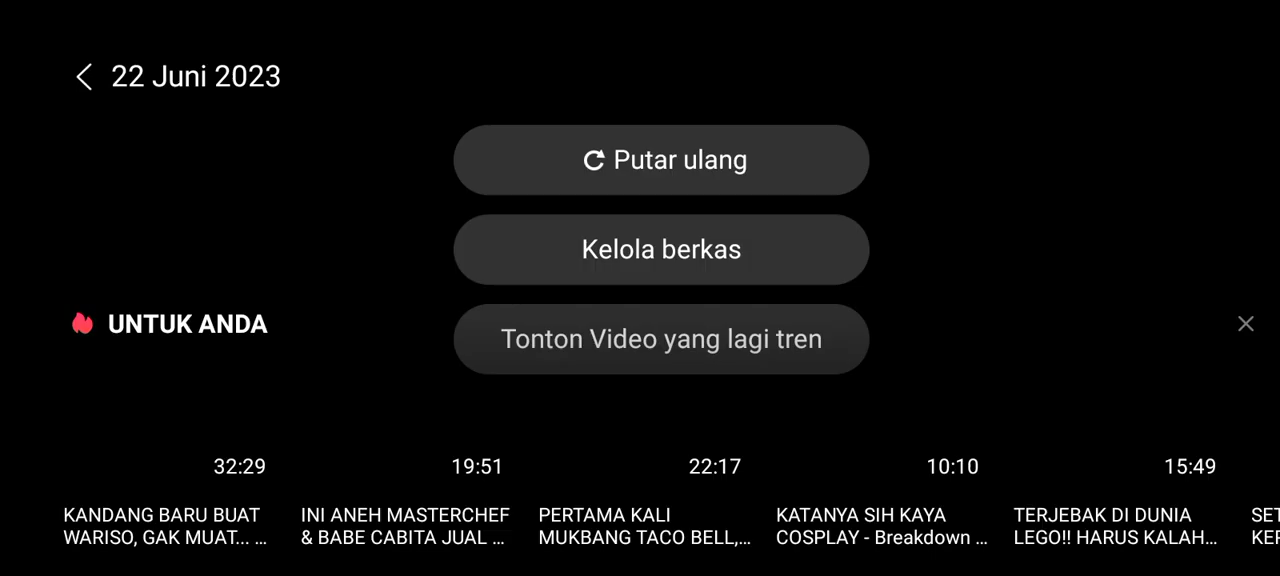 22 Juni 2023
Putar ulang
Kelola berkas
UNTUK ANDA
Tonton Video yang lagi tren
32:29
19:51
22:17
10:10
15:49
KANDANG BARU BUAT
WARISO, GAK MUAT... ...
INI ANEH MASTERCHEF
& BABE CABITA JUAL ...
PERTAMA KALI
MUKBANG TACO BELL,...
KATANYA SIH KAYA
COSPLAY - Breakdown ...
TERJEBAK DI DUNIA
LEGO!! HARUS KALAH...